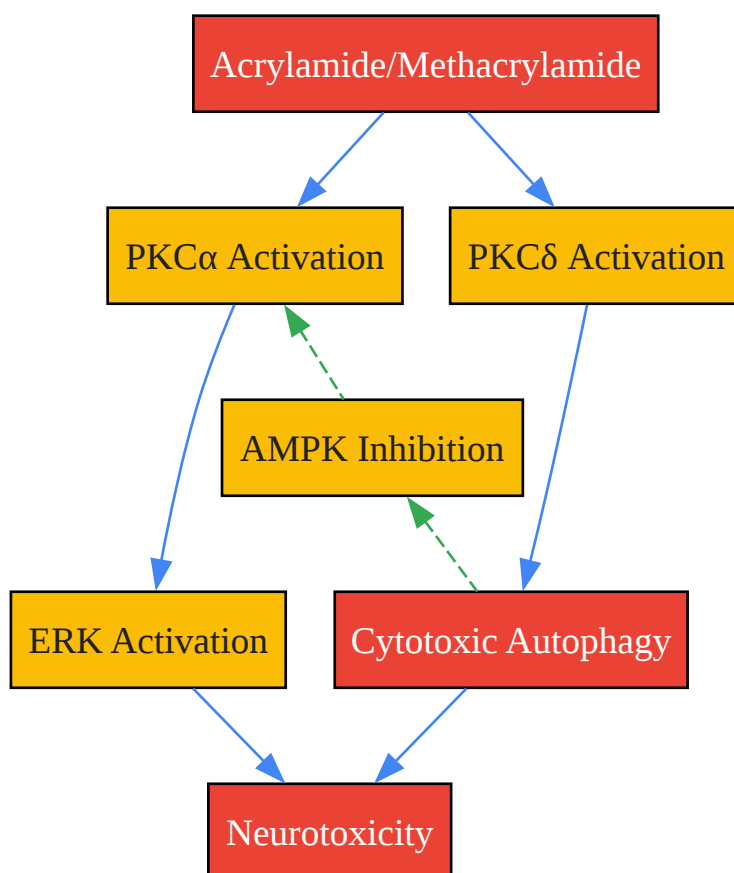 Acrylamide/Methacrylamide
PKCα Activation
PKCδ Activation
AMPK Inhibition
ERK Activation
Cytotoxic Autophagy
Neurotoxicity